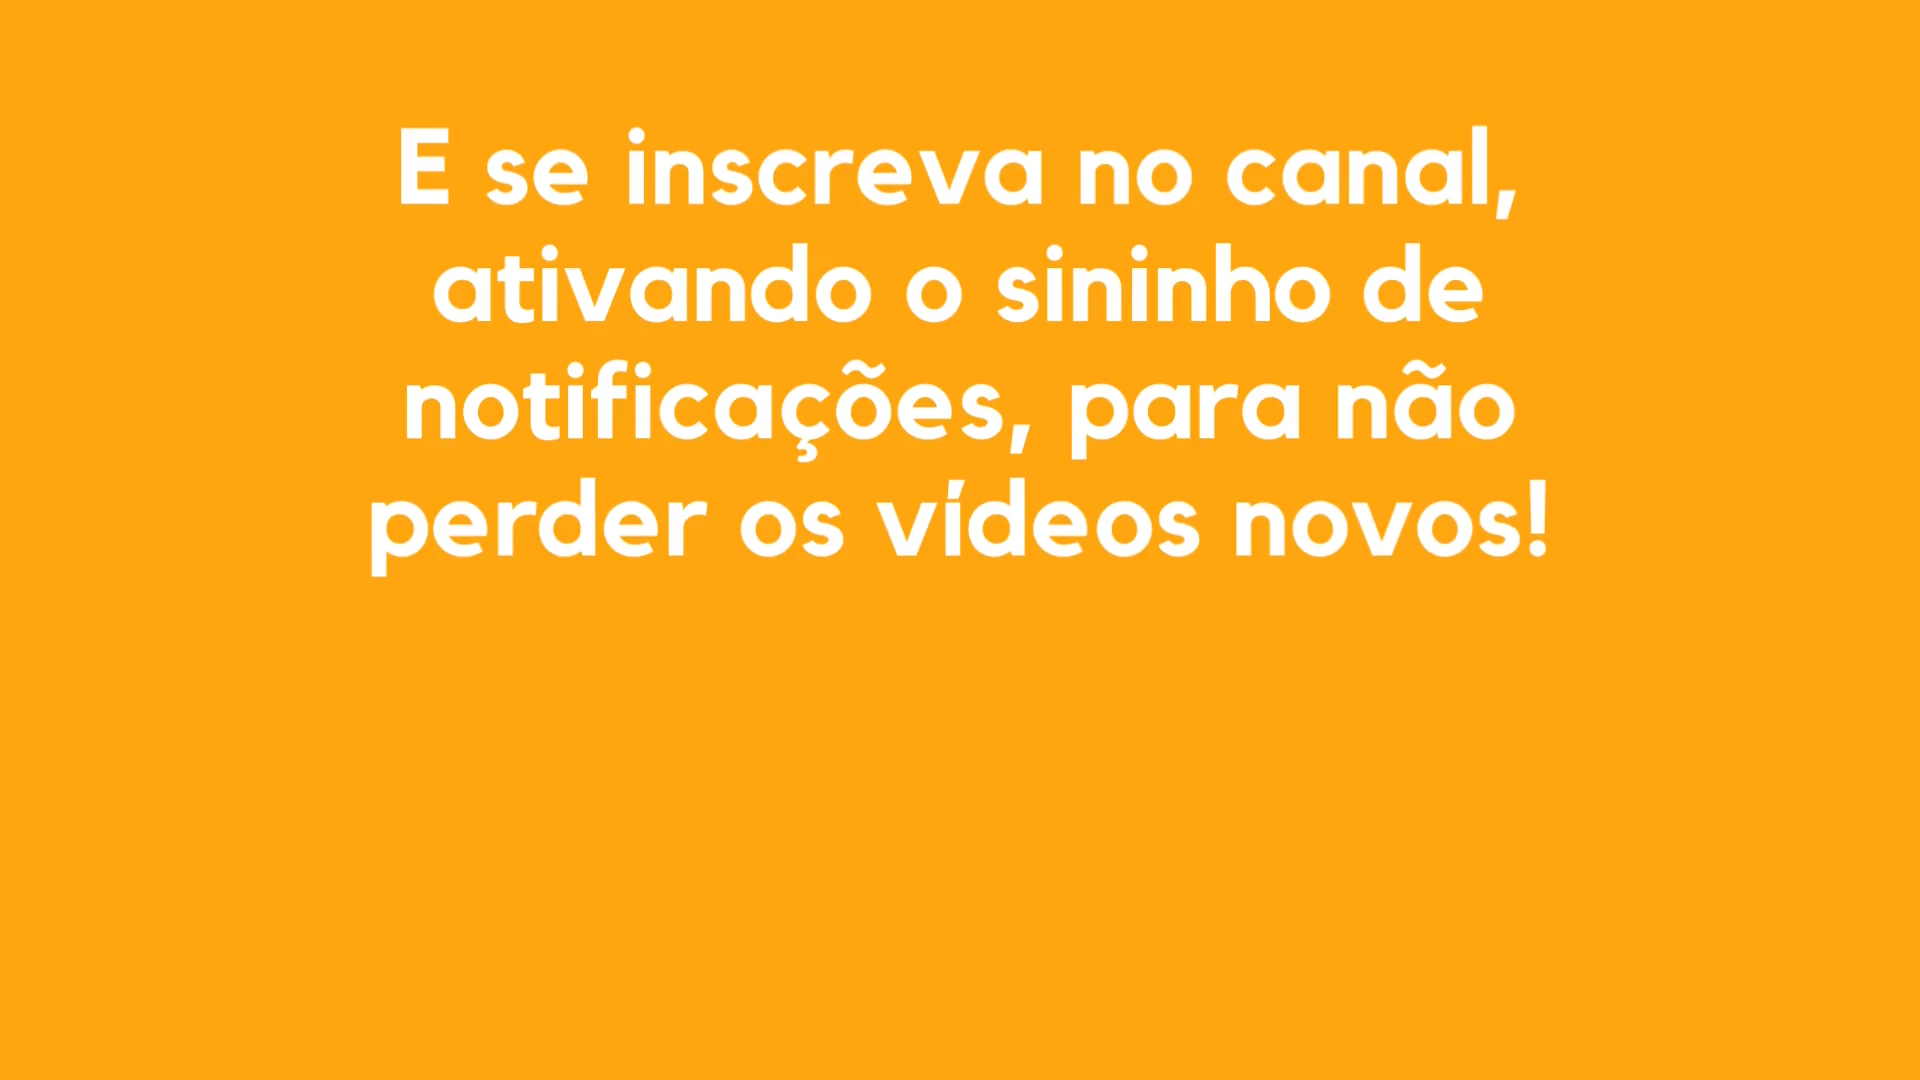 E se inscreva no canal,
ativando o sininho de
notificações, para não
perder os vídeos novos!